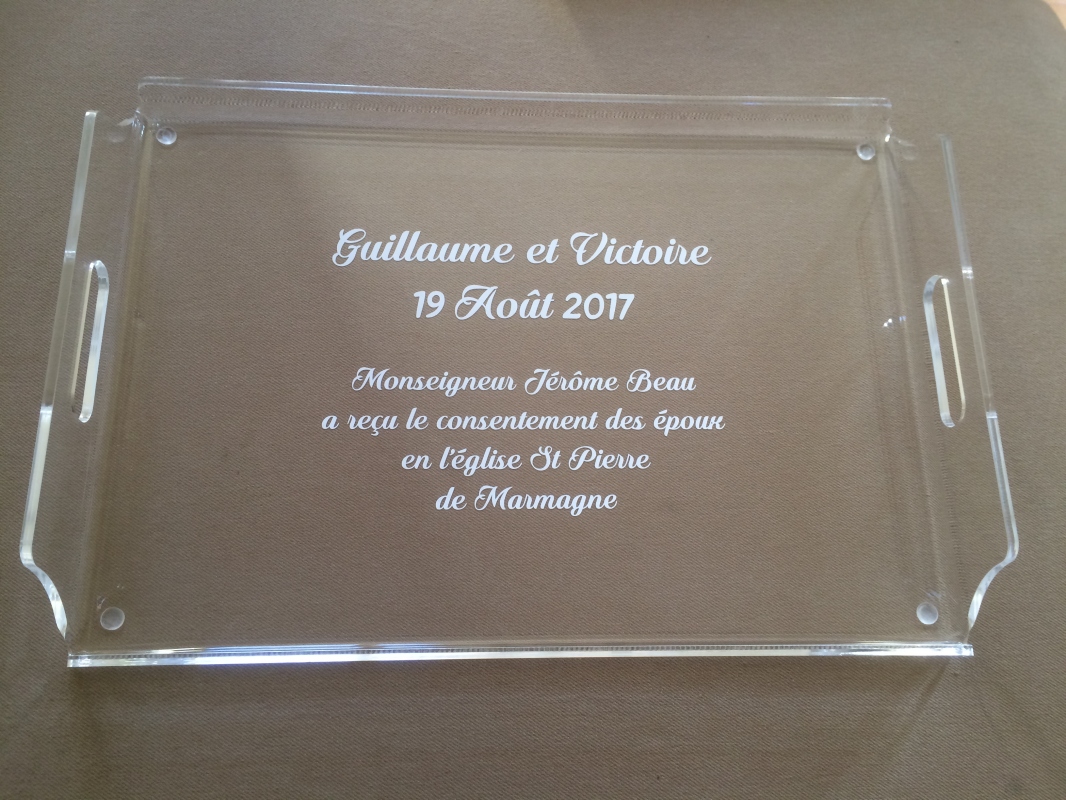 Guillaume et Victoire
19 Août 2017
Monseigneur Jérôme Beau
a reçu le consentement des époux
en l'église St Pierre
de Marmagne